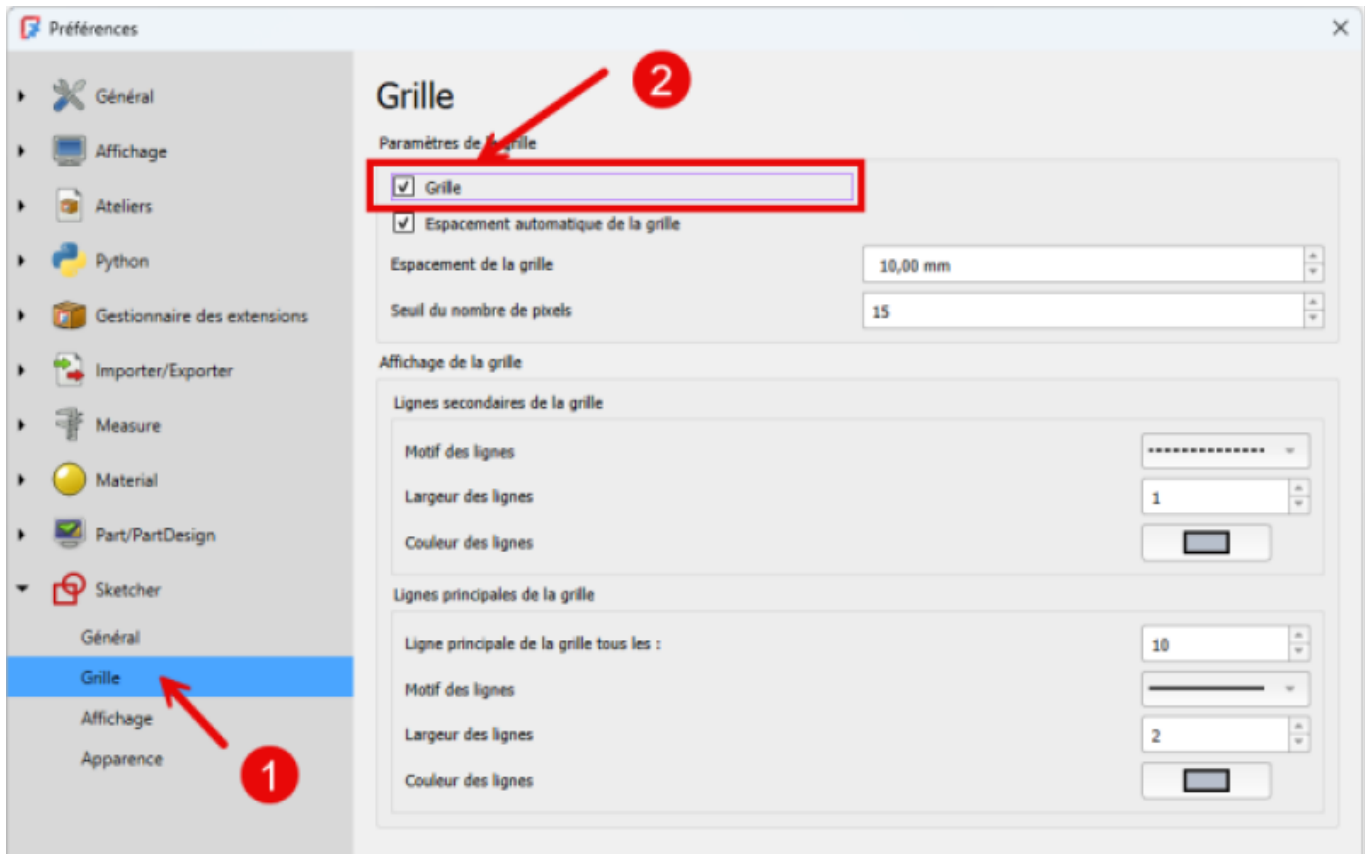 Préférences
Général
Affichage
Ateliers
Python
Gestionnaire des extensions
Importer/Exporter
Measure
Material
Part/PartDesign
Sketcher
Général
Grille
Affichage
Apparence
1
2
Grille
Paramètres de la grille
Grille
Espacement automatique de la grille
Espacement de la grille 10,00 mm
Seuil du nombre de pixels 15
Affichage de la grille
Lignes secondaires de la grille
Motif des lignes
Largeur des lignes 1
Couleur des lignes
Lignes principales de la grille
Ligne principale de la grille tous les : 10
Motif des lignes
Largeur des lignes 2
Couleur des lignes